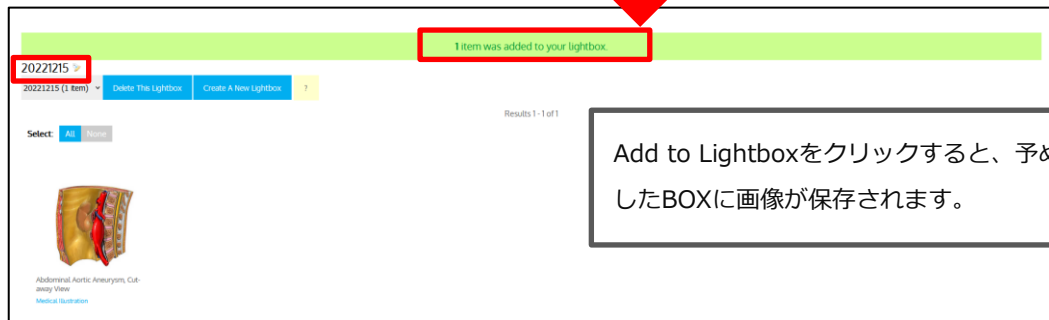 1 item was added to your lightbox.
20221215
20221215 (1 item) Delete This Lightbox Create A New Lightbox ?
Results 1 - 1 of 1
Select: All None
Add to Lightboxをクリックすると、予め
したBOXに画像が保存されます。
Abdominal Aortic Aneurysm, Cut-
away View
Medical Illustration